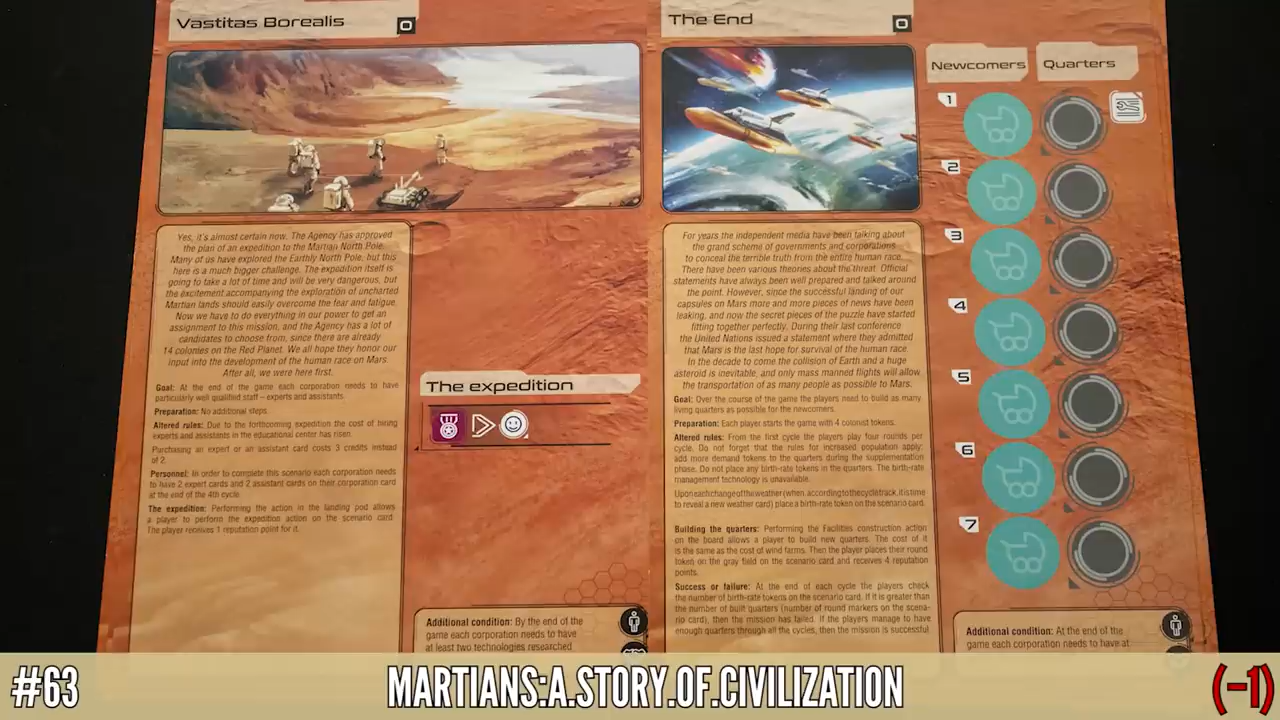 Vastitas Borealis
Yes, it's almost certain now. The Agency has approved
the plan of an expedition to the Martian North Pole.
Many of us have explored the Earthly North Pole, but this
here is a much bigger challenge. The expedition itself is
going to take a lot of time and will be very dangerous, but
the excitement accompanying the exploration of uncharted
Martian lands should easily overcome the fear and fatigue.
Now we have to do everything in our power to get an
assignment to this mission, and the Agency has a lot of
candidates to choose from, since there are already
14 colonies on the Red Planet. We all hope they honor our
input into the development of the human race on Mars.
After all, we were here first.
Goal: At the end of the game each corporation needs to have
particularly well qualified staff – experts and assistants.
Preparation: No additional steps.
Altered rules: Due to the forthcoming expedition the cost of hiring
experts and assistants in the educational center has risen.
Purchasing an expert or an assistant card costs 3 credits instead
of 2.
Personnel: In order to complete this scenario each corporation needs
to have 2 expert cards and 2 assistant cards on their corporation card
at the end of the 4th cycle.
The expedition: Performing the action in the landing pod allows
a player to perform the expedition action on the scenario card.
The player receives 1 reputation point for it.
The expedition
Additional condition: By the end of the
game each corporation needs to have
at least two technologies researched
The End
For years the independent media have been talking about
the grand scheme of governments and corporations
to conceal the terrible truth from the entire human race.
There have been various theories about the threat. Official
statements have always been well prepared and talked around
the point. However, since the successful landing of our
capsules on Mars more and more pieces of news have been
leaking, and now the secret pieces of the puzzle have started
fitting together perfectly. During their last conference
the United Nations issued a statement where they admitted
that Mars is the last hope for survival of the human race.
In the decade to come the collision of Earth and a huge
asteroid is inevitable, and only mass manned flights will allow
the transportation of as many people as possible to Mars.
Goal: Over the course of the game the players need to build as many
living quarters as possible for the newcomers.
Preparation: Each player starts the game with 4 colonist tokens.
Altered rules: From the first cycle the players play four rounds per
cycle. Do not forget that the rules for increased population apply:
add more demand tokens to the quarters during the supplementation
phase. Do not place any birth-rate tokens in the quarters. The birth-rate
management technology is unavailable.
Upon each change of the weather (when, according to the cycle track, it is time
to reveal a new weather card) place a birth-rate token on the scenario card.
Building the quarters: Performing the Facilities construction action
on the board allows a player to build new quarters. The cost of it
is the same as the cost of wind farms. Then the player places their round
token on the gray field on the scenario card and receives 4 reputation
points.
Success or failure: At the end of each cycle the players check
the number of birth-rate tokens on the scenario card. If it is greater than
the number of built quarters (number of round markers on the scena-
rio card), then the mission has failed. If the players manage to have
enough quarters through all the cycles, then the mission is successful
Newcomers
Quarters
1
2
3
4
5
6
7
Additional condition: At the end of the
game each corporation needs to have at
#63
MARTIANS:A.STORY.OF.CIVILIZATION
(-1)